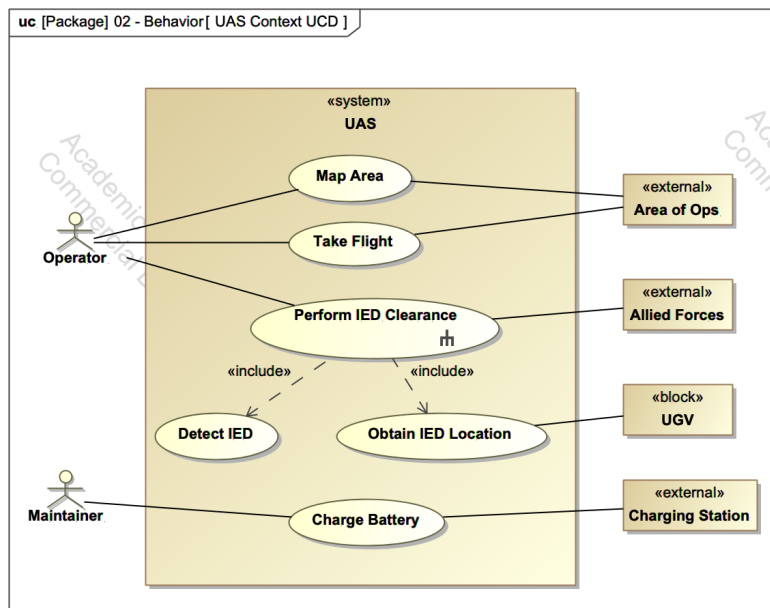 uc [Package] 02 - Behavior[ UAS Context UCD ]
«system»
UAS
Map Area
Take Flight
Perform IED Clearance
«include»
«include»
Detect IED
Obtain IED Location
Charge Battery
Operator
Maintainer
«external»
Area of Ops
«external»
Allied Forces
«block»
UGV
«external»
Charging Station
Academic
Commercial